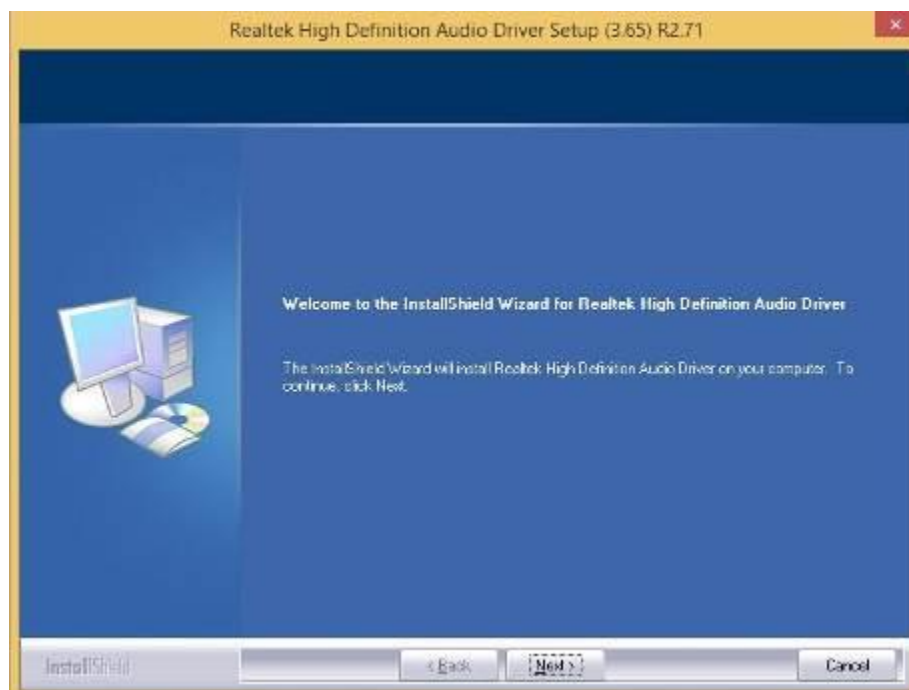 Realtek High Definition Audio Driver Setup (3.65) R2.71
Welcome to the InstallShield Wizard for Realtek High Definition Audio Driver
The InstallShield Wizard will install Realtek High Definition Audio Driver on your computer. To
continue, click Next.
InstallShield
< Back
Next >
Cancel